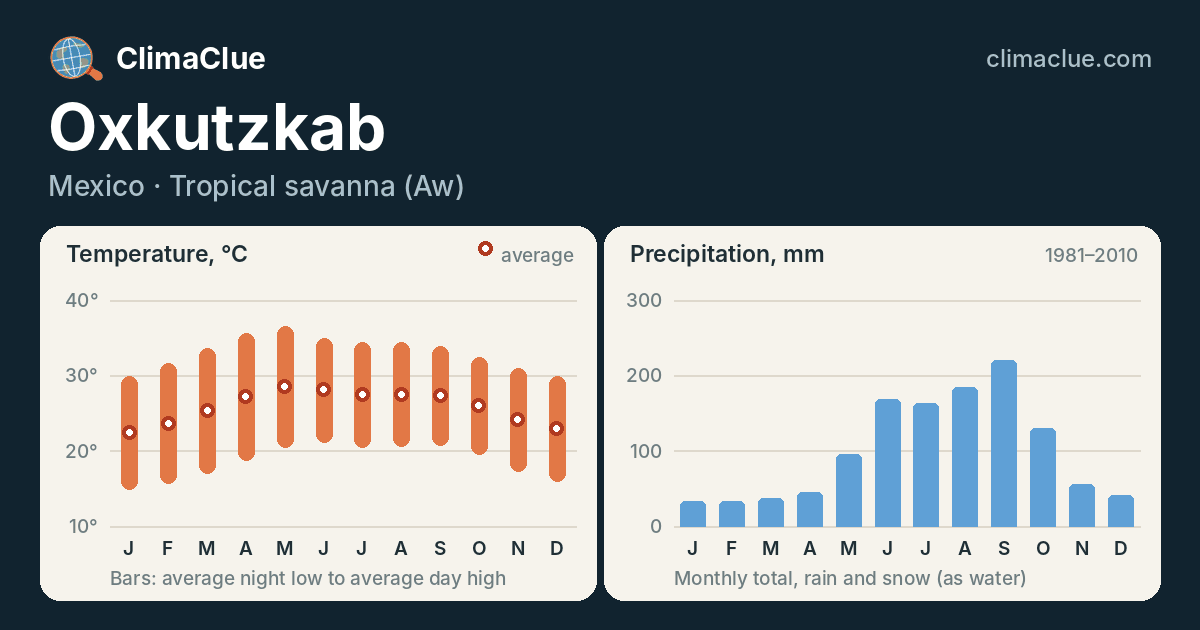 ClimaClue
climaclue.com
Oxkutzkab
Mexico · Tropical savanna (Aw)
Temperature, °C
average
40°
30°
20°
10°
J F M A M J J A S O N D
Bars: average night low to average day high
Precipitation, mm
1981–2010
300
200
100
0
J F M A M J J A S O N D
Monthly total, rain and snow (as water)